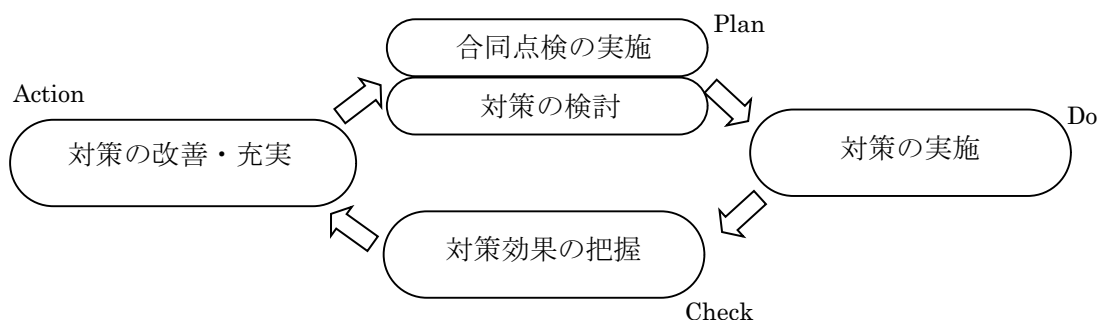 合同点検の実施
Plan
対策の検討
Action
対策の改善・充実
Do
対策の実施
対策効果の把握
Check